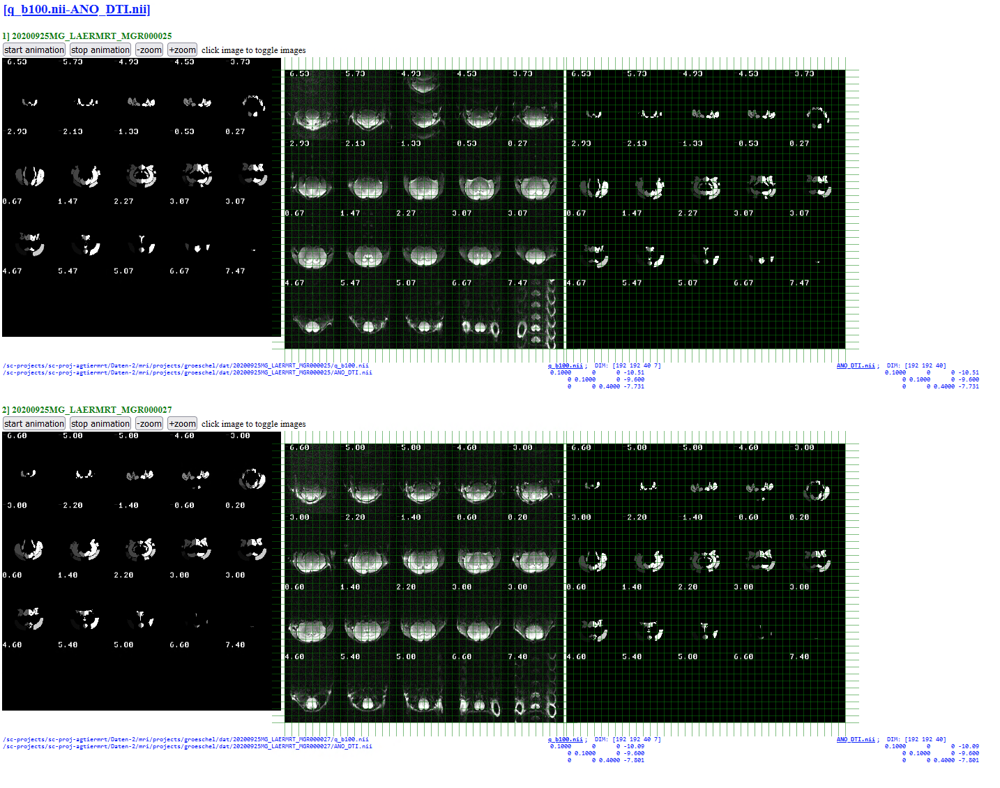 [q_b100.nii-ANO_DTI.nii]
1] 20200925MG_LAERMRT_MGR000025
start animation stop animation -zoom +zoom click image to toggle images
-6.53 -5.73 -4.93 -4.53 -3.73
6.53 5.73 4.93 4.53 3.73
-6.53 -5.73 -4.93 -4.53 -3.73
2.93 2.13 1.33 0.53 0.27
2.93 2.13 1.33 0.53 0.27
2.93 2.13 1.33 0.53 0.27
0.67 1.47 2.27 3.07 3.07
0.67 1.47 2.27 3.07 3.07
0.67 1.47 2.27 3.07 3.07
4.67 5.47 5.07 6.67 7.47
4.67 5.47 5.07 6.67 7.47
4.67 5.47 5.07 6.67 7.47
/sc-projects/sc-proj-agtiermrt/Daten-2/mri/projects/groeschel/dat/20200925MG_LAERMRT_MGR000025/q_b100.nii
/sc-projects/sc-proj-agtiermrt/Daten-2/mri/projects/groeschel/dat/20200925MG_LAERMRT_MGR000025/ANO_DTI.nii
q_b100.nii; DIM: [192 192 40 7]
0.1000 0 0 -10.51
0 0.1000 0 -9.600
0 0 0.4000 -7.731
ANO_DTI.nii; DIM: [192 192 40]
0.1000 0 0 -10.51
0 0.1000 0 -9.600
0 0 0.4000 -7.731
2] 20200925MG_LAERMRT_MGR000027
start animation stop animation -zoom +zoom click image to toggle images
-6.60 -5.00 -5.00 -4.60 -3.00
6.60 5.00 5.00 4.60 3.00
-6.60 -5.00 -5.00 -4.60 -3.00
3.00 2.20 1.40 0.60 0.20
3.00 2.20 1.40 0.60 0.20
3.00 2.20 1.40 0.60 0.20
0.60 1.40 2.20 3.00 3.00
0.60 1.40 2.20 3.00 3.00
0.60 1.40 2.20 3.00 3.00
4.60 5.40 5.00 6.60 7.40
4.60 5.40 5.00 6.60 7.40
4.60 5.40 5.00 6.60 7.40
/sc-projects/sc-proj-agtiermrt/Daten-2/mri/projects/groeschel/dat/20200925MG_LAERMRT_MGR000027/q_b100.nii
/sc-projects/sc-proj-agtiermrt/Daten-2/mri/projects/groeschel/dat/20200925MG_LAERMRT_MGR000027/ANO_DTI.nii
q_b100.nii; DIM: [192 192 40 7]
0.1000 0 0 -10.09
0 0.1000 0 -9.600
0 0 0.4000 -7.801
ANO_DTI.nii; DIM: [192 192 40]
0.1000 0 0 -10.09
0 0.1000 0 -9.600
0 0 0.4000 -7.801